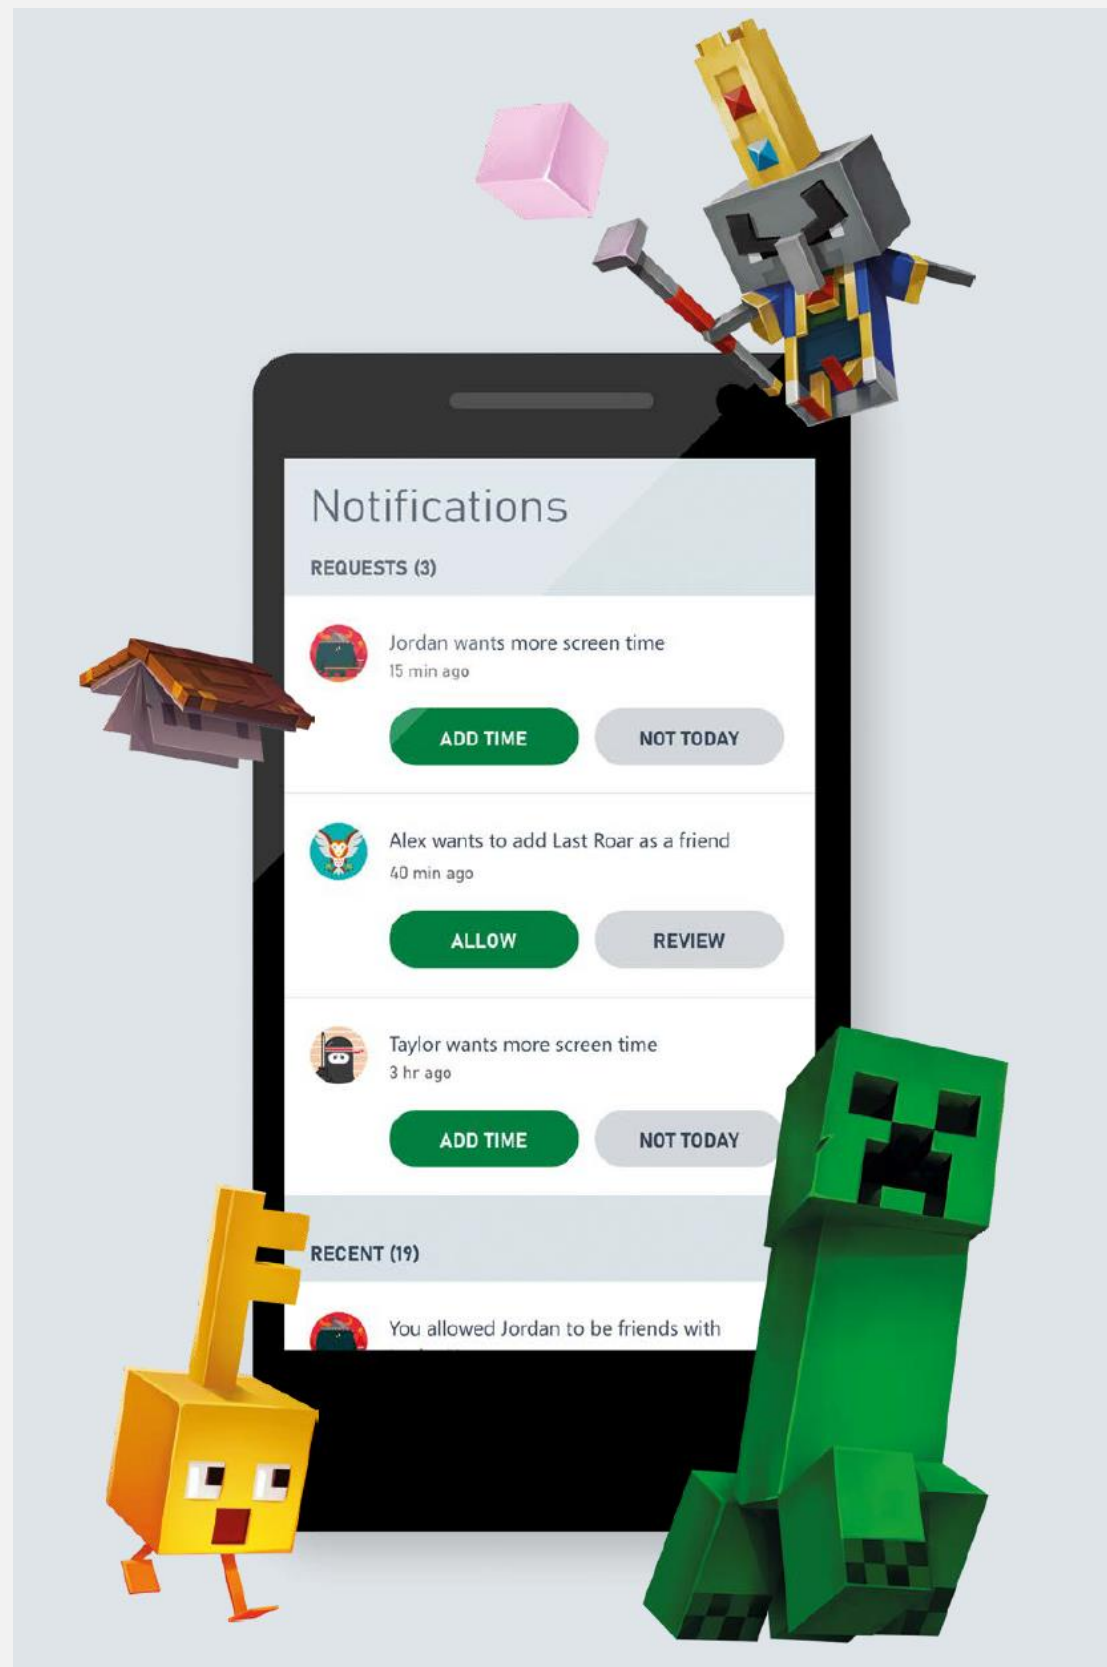 Notifications
REQUESTS (3)
Jordan wants more screen time
15 min ago
ADD TIME
NOT TODAY
Alex wants to add Last Roar as a friend
40 min ago
ALLOW
REVIEW
Taylor wants more screen time
3 hr ago
ADD TIME
NOT TODAY
RECENT (19)
You allowed Jordan to be friends with